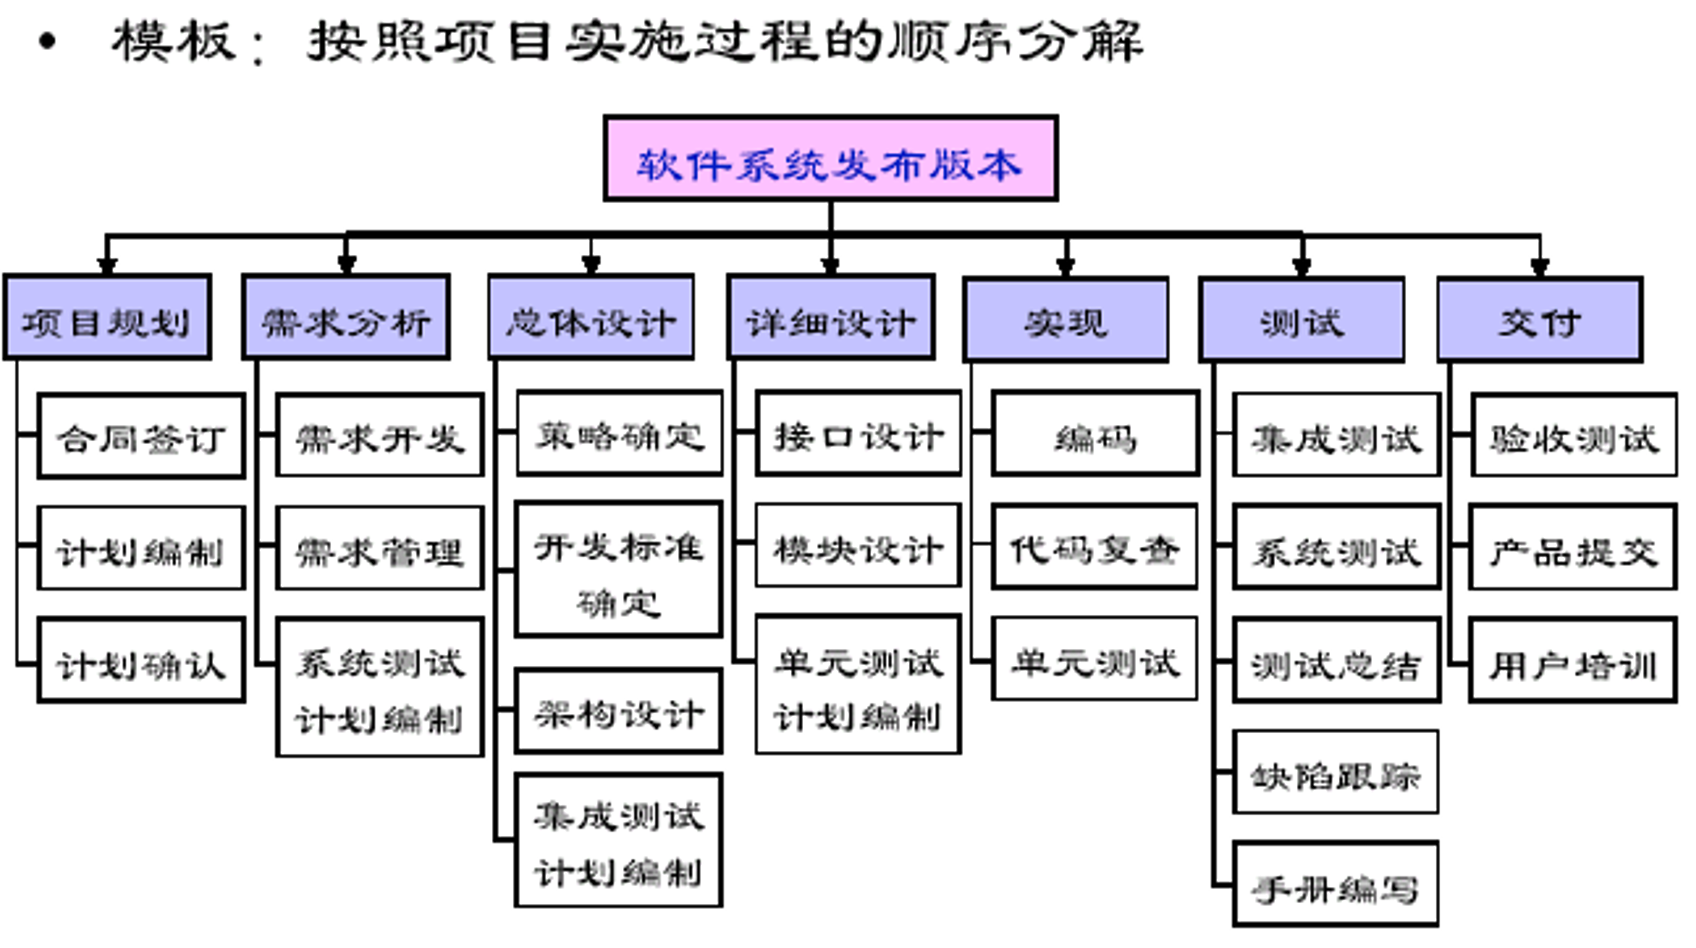 • 模板：按照项目实施过程的顺序分解
软件系统发布版本
项目规划
合同签订
计划编制
计划确认
需求分析
需求开发
需求管理
系统测试
计划编制
总体设计
策略确定
开发标准
确定
架构设计
集成测试
计划编制
详细设计
接口设计
模块设计
单元测试
计划编制
实现
编码
代码复查
单元测试
测试
集成测试
系统测试
测试总结
缺陷跟踪
手册编写
交付
验收测试
产品提交
用户培训